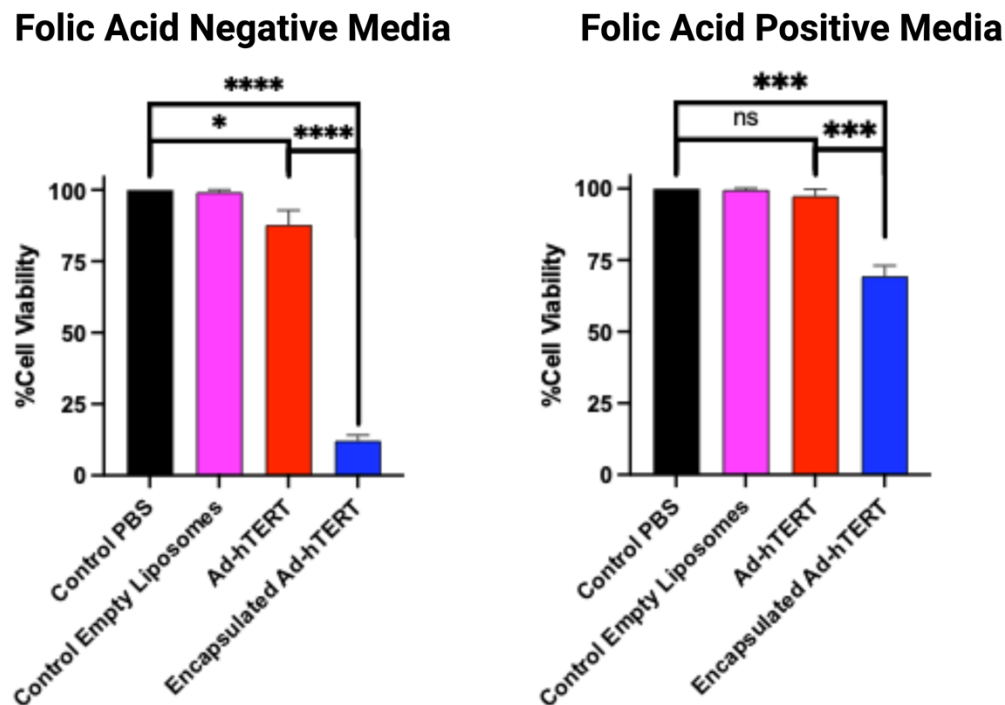 Folic Acid Negative Media
****
*
****
%Cell Viability
100
75
50
25
0
Control PBS
Control Empty Liposomes
Ad-hTERT
Encapsulated Ad-hTERT
Folic Acid Positive Media
***
ns
***
%Cell Viability
100
75
50
25
0
Control PBS
Control Empty Liposomes
Ad-hTERT
Encapsulated Ad-hTERT